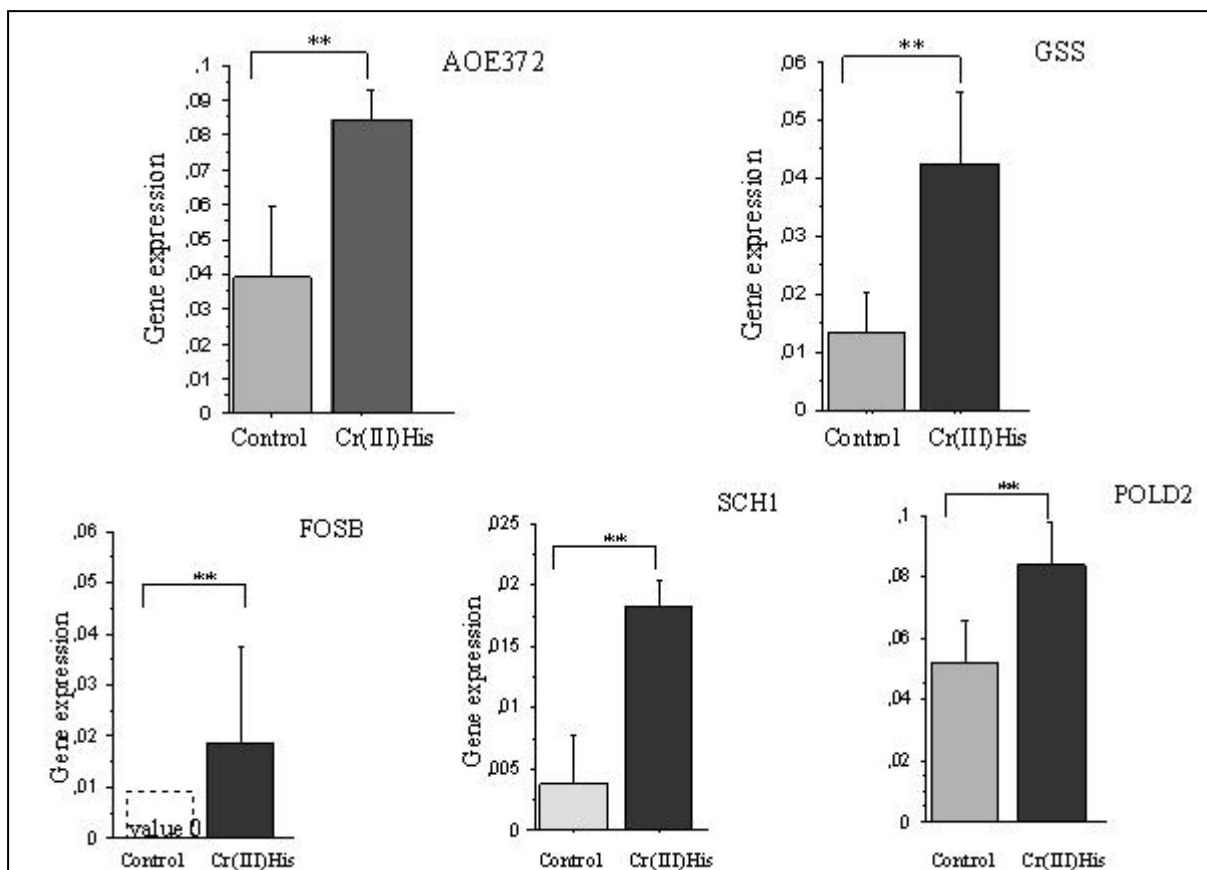 AOE372
**
Gene expression
,1
,09
,08
,07
,06
,05
,04
,03
,02
,01
0
Control
Cr(III)His
GSS
**
Gene expression
,06
,05
,04
,03
,02
,01
0
Control
Cr(III)His
FOSB
**
Gene expression
,06
,05
,04
,03
,02
,01
0
value 0
Control
Cr(III)His
SCH1
**
Gene expression
,025
,02
,015
,01
,005
0
Control
Cr(III)His
POLD2
**
,1
,08
,06
,04
,02
,0
Control
Cr(III)His